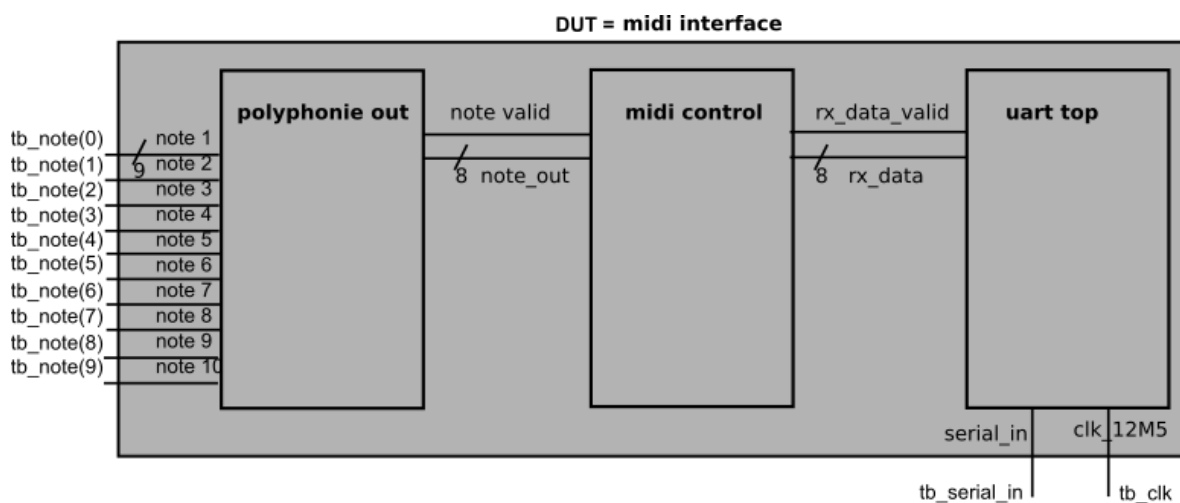 DUT = midi interface
polyphonie out
note valid
midi control
rx_data_valid
uart top
8 note_out
8 rx_data
tb_note(0) note 1
9
tb_note(1) note 2
tb_note(2) note 3
tb_note(3) note 4
tb_note(4) note 5
tb_note(5) note 6
tb_note(6) note 7
tb_note(7) note 8
tb_note(8) note 9
tb_note(9) note 10
serial_in
clk_12M5
tb_serial_in
tb_clk